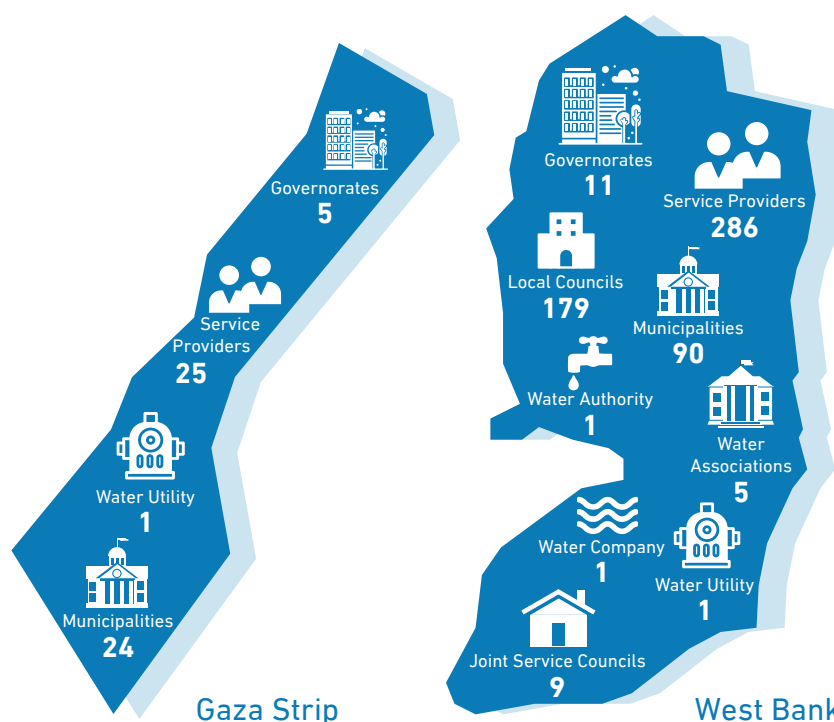 Governorates
5
Service
Providers
25
Water Utility
1
Municipalities
24
Gaza Strip
Governorates
11
Service Providers
286
Local Councils
179
Municipalities
90
Water Authority
1
Water
Associations
5
Water Company
1
Water Utility
1
Joint Service Councils
9
West Bank